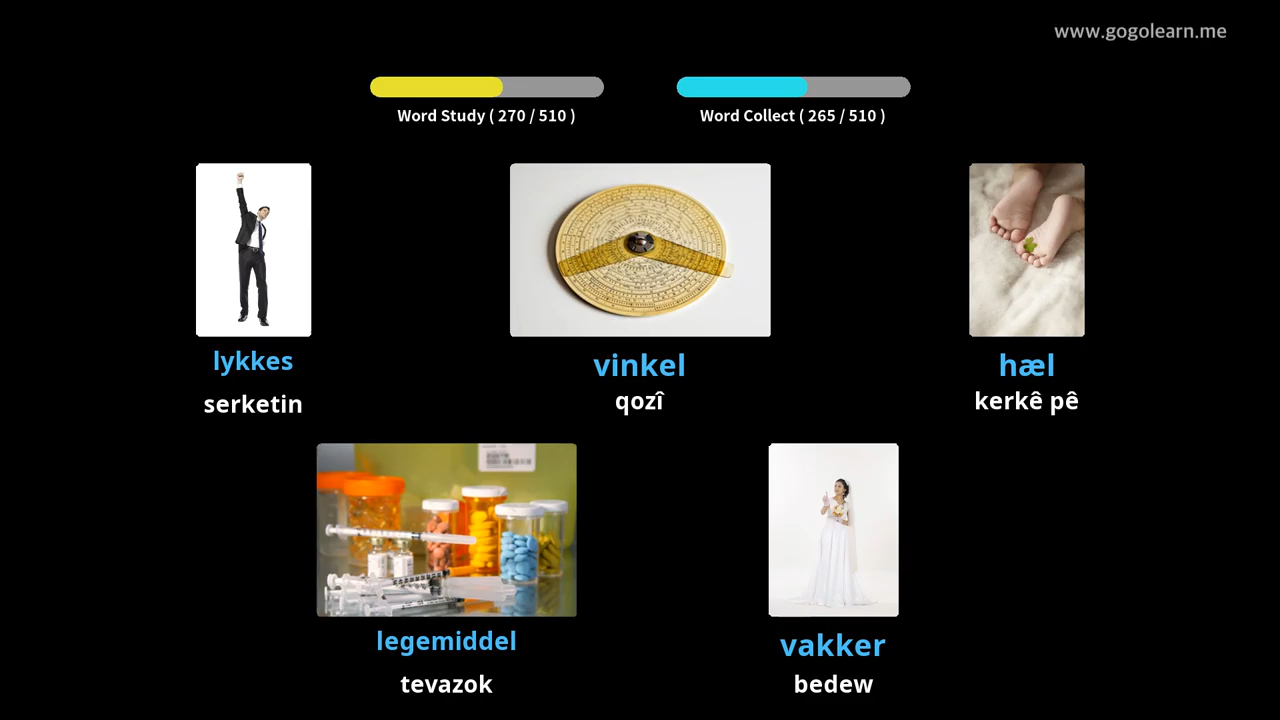 www.gogolearn.me
Word Study ( 270 / 510 )
Word Collect ( 265 / 510 )
lykkes
serketin
vinkel
qozî
hæl
kerkê pê
legemiddel
tevazok
vakker
bedew